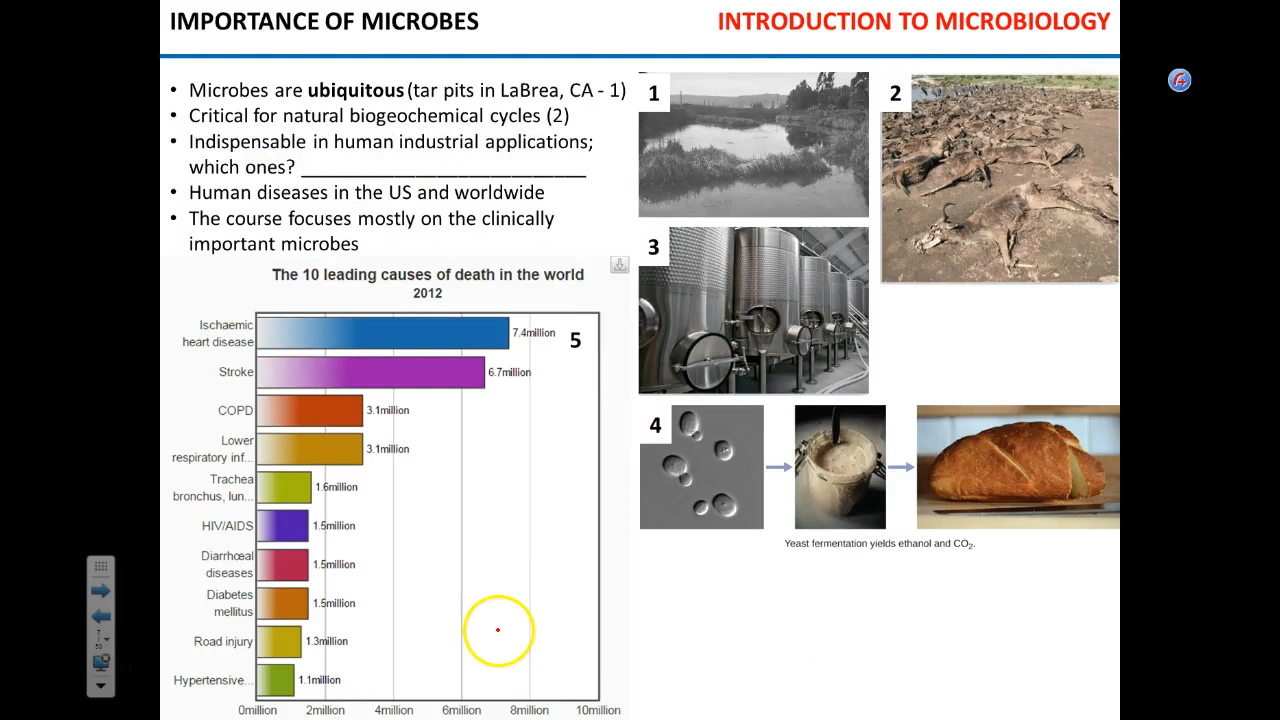 IMPORTANCE OF MICROBES
INTRODUCTION TO MICROBIOLOGY
• Microbes are ubiquitous (tar pits in LaBrea, CA - 1)
• Critical for natural biogeochemical cycles (2)
• Indispensable in human industrial applications;
which ones? ______________________________
• Human diseases in the US and worldwide
• The course focuses mostly on the clinically
important microbes
1
2
3
4
Yeast fermentation yields ethanol and CO₂.
The 10 leading causes of death in the world
2012
5
Ischaemic
heart disease
7.4million
Stroke
6.7million
COPD
3.1million
Lower
respiratory inf...
3.1million
Trachea
bronchus, lun...
1.6million
HIV/AIDS
1.5million
Diarrhœal
diseases
1.5million
Diabetes
mellitus
1.5million
Road injury
1.3million
Hypertensive...
1.1million
0million 2million 4million 6million 8million 10million
7
53